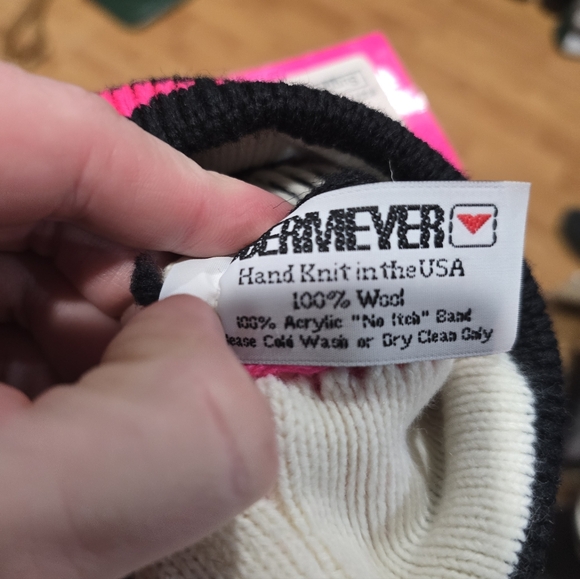 BERMEYER
Hand Knit in the USA
100% Wool
100% Acrylic "No Itch" Band
lease Cold Wash or Dry Clean Only